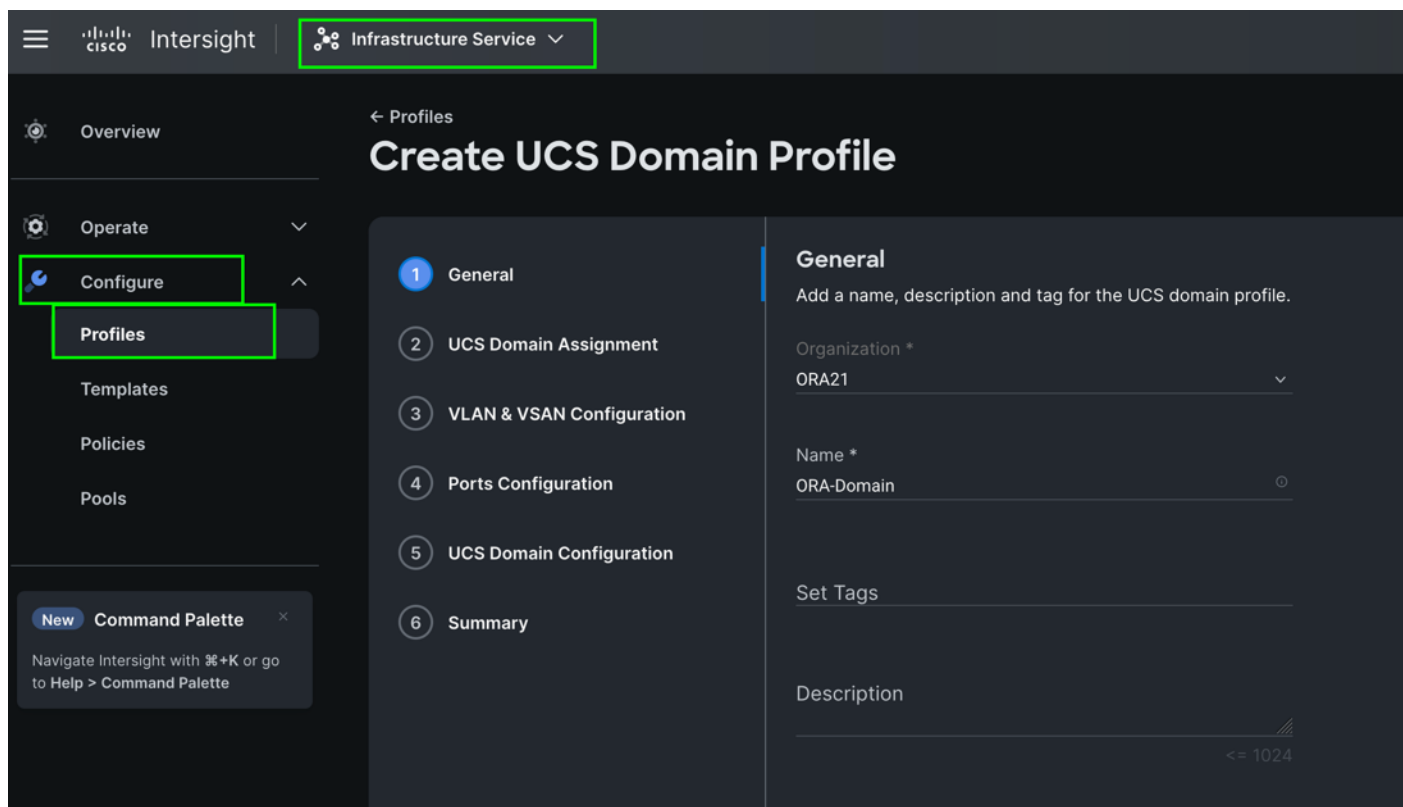 cisco Intersight Infrastructure Service
Overview
Operate
Configure
Profiles
Templates
Policies
Pools
New Command Palette ×
Navigate Intersight with ⌘+K or go
to Help > Command Palette
← Profiles
Create UCS Domain Profile
1 General
2 UCS Domain Assignment
3 VLAN & VSAN Configuration
4 Ports Configuration
5 UCS Domain Configuration
6 Summary
General
Add a name, description and tag for the UCS domain profile.
Organization *
ORA21
Name *
ORA-Domain
Set Tags
Description
<= 1024